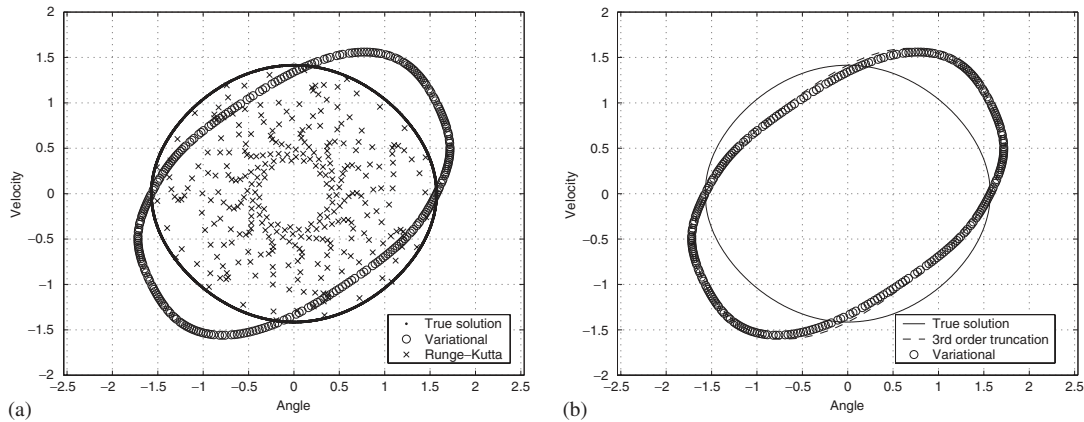 2
1.5
1
0.5
0
−0.5
−1
−1.5
−2
Velocity
−2.5 −2 −1.5 −1 −0.5 0 0.5 1 1.5 2 2.5
Angle
True solution
Variational
Runge−Kutta
(a)
2
1.5
1
0.5
0
−0.5
−1
−1.5
−2
Velocity
−2.5 −2 −1.5 −1 −0.5 0 0.5 1 1.5 2 2.5
Angle
True solution
3rd order truncation
Variational
(b)